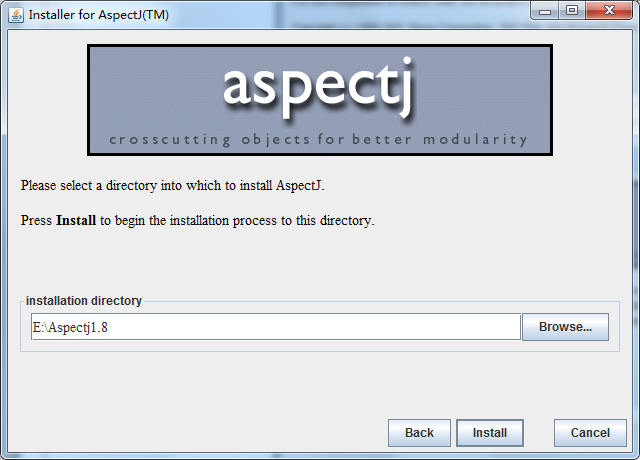 Installer for AspectJ(TM)
aspectj
crosscutting objects for better modularity
Please select a directory into which to install AspectJ.
Press Install to begin the installation process to this directory.
installation directory
E:\Aspectj1.8
Browse...
Back Install Cancel